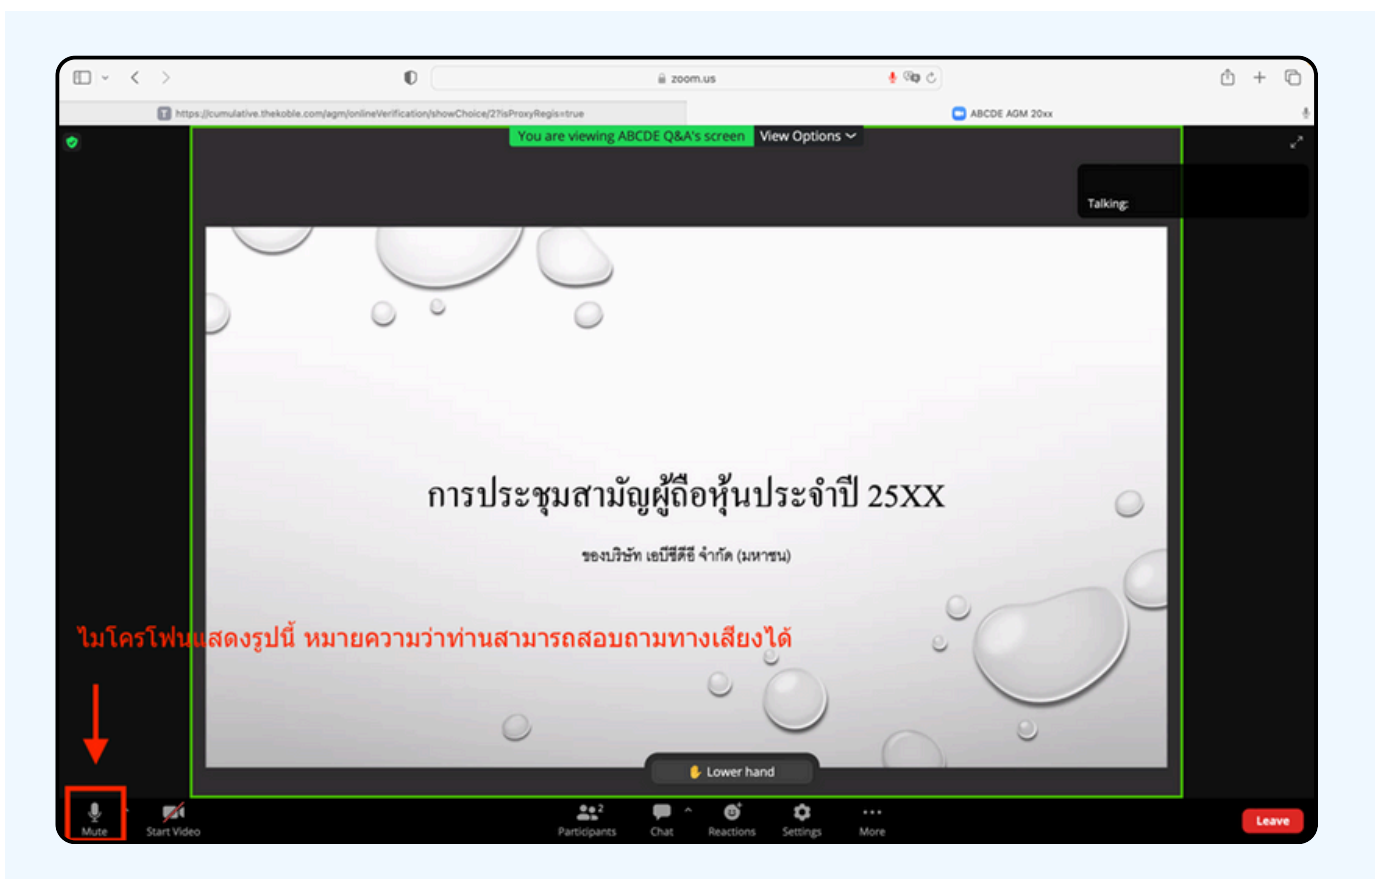 zoom.us
T https://cumulative.thekoble.com/agm/onlineVerification/showChoice/2?isProxyRegis=true
ABCDE AGM 20xx
You are viewing ABCDE Q&A's screen View Options
Talking:
การประชุมสามัญผู้ถือหุ้นประจำปี 25XX
ของบริษัท เอบีซีดีอี จำกัด (มหาชน)
ไมโครโฟนแสดงรูปนี้ หมายความว่าท่านสามารถสอบถามทางเสียงได้
Lower hand
2
Mute Start Video Participants Chat Reactions Settings More Leave